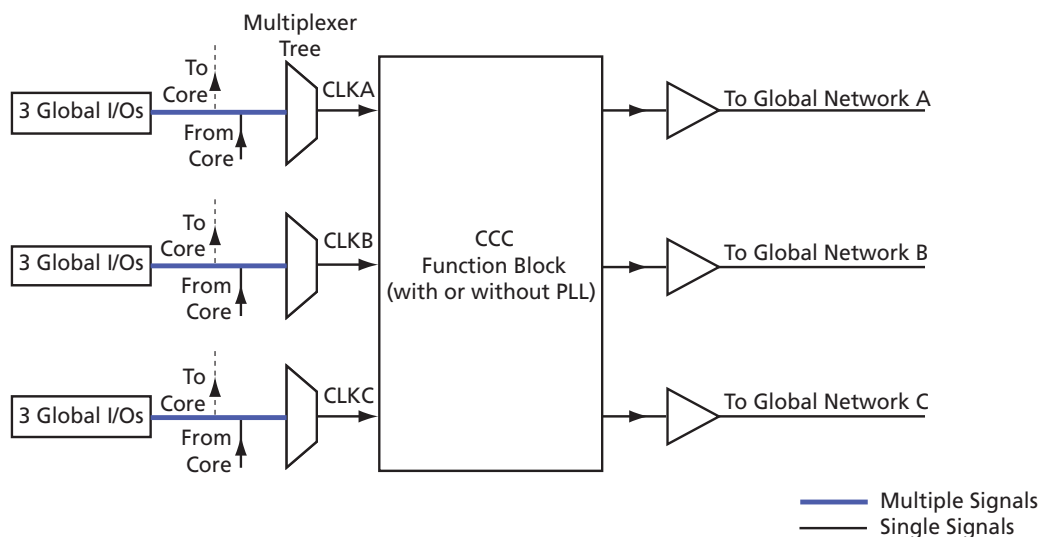 Multiplexer
Tree
To
Core
CLKA
3 Global I/Os
From
Core
To Global Network A
To
Core
CLKB
3 Global I/Os
From
Core
CCC
Function Block
(with or without PLL)
To Global Network B
To
Core
CLKC
3 Global I/Os
From
Core
To Global Network C
Multiple Signals
Single Signals